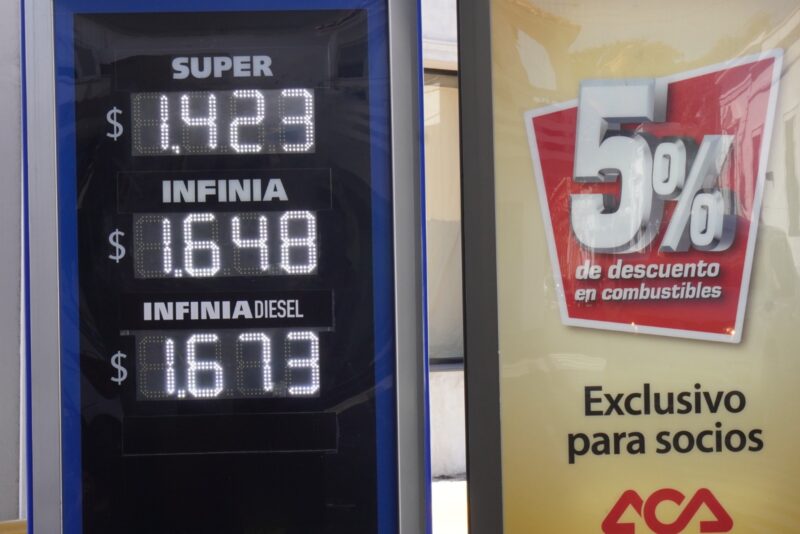 SUPER
$ 1.423
INFINIA
$ 1.648
INFINIA DIESEL
$ 1.673
5%
de descuento
en combustibles
Exclusivo
para socios
ACA